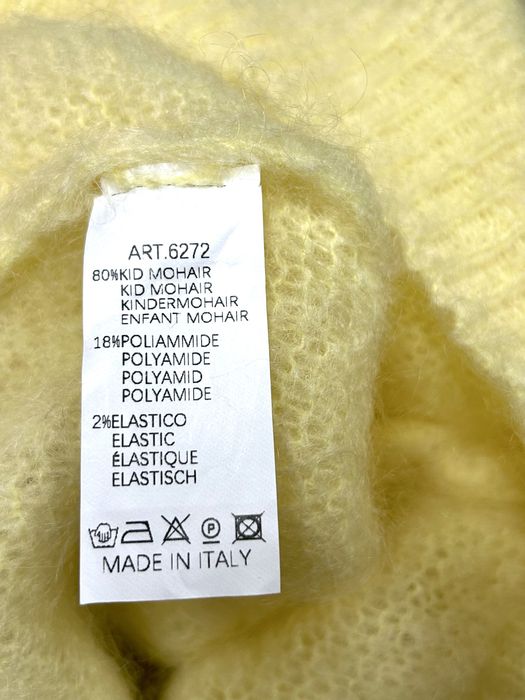 ART.6272
80%KID MOHAIR
KID MOHAIR
KINDERMOHAIR
ENFANT MOHAIR
18%POLIAMMIDE
POLYAMIDE
POLYAMID
POLYAMIDE
2%ELASTICO
ELASTIC
ÉLASTIQUE
ELASTISCH
P
MADE IN ITALY